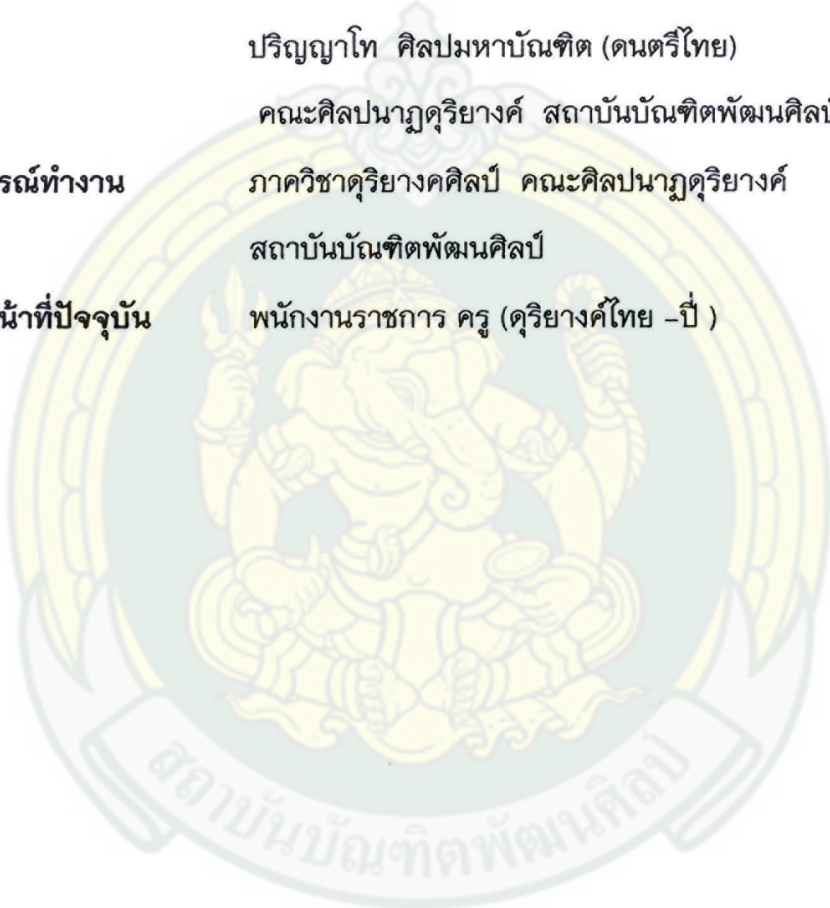 ปริญญาโท ศิลปมหาบัณฑิต (ดนตรีไทย)
คณะศิลปนาฏดุริยางค์ สถาบันบัณฑิตพัฒนศิลป
รณ์ทำงาน ภาควิชาดุริยางคศิลป์ คณะศิลปนาฏดุริยางค์
สถาบันบัณฑิตพัฒนศิลป์
น้าที่ปัจจุบัน พนักงานราชการ ครู (ดุริยางค์ไทย –ปี่ )
สถาบันบัณฑิตพัฒนศิลป์